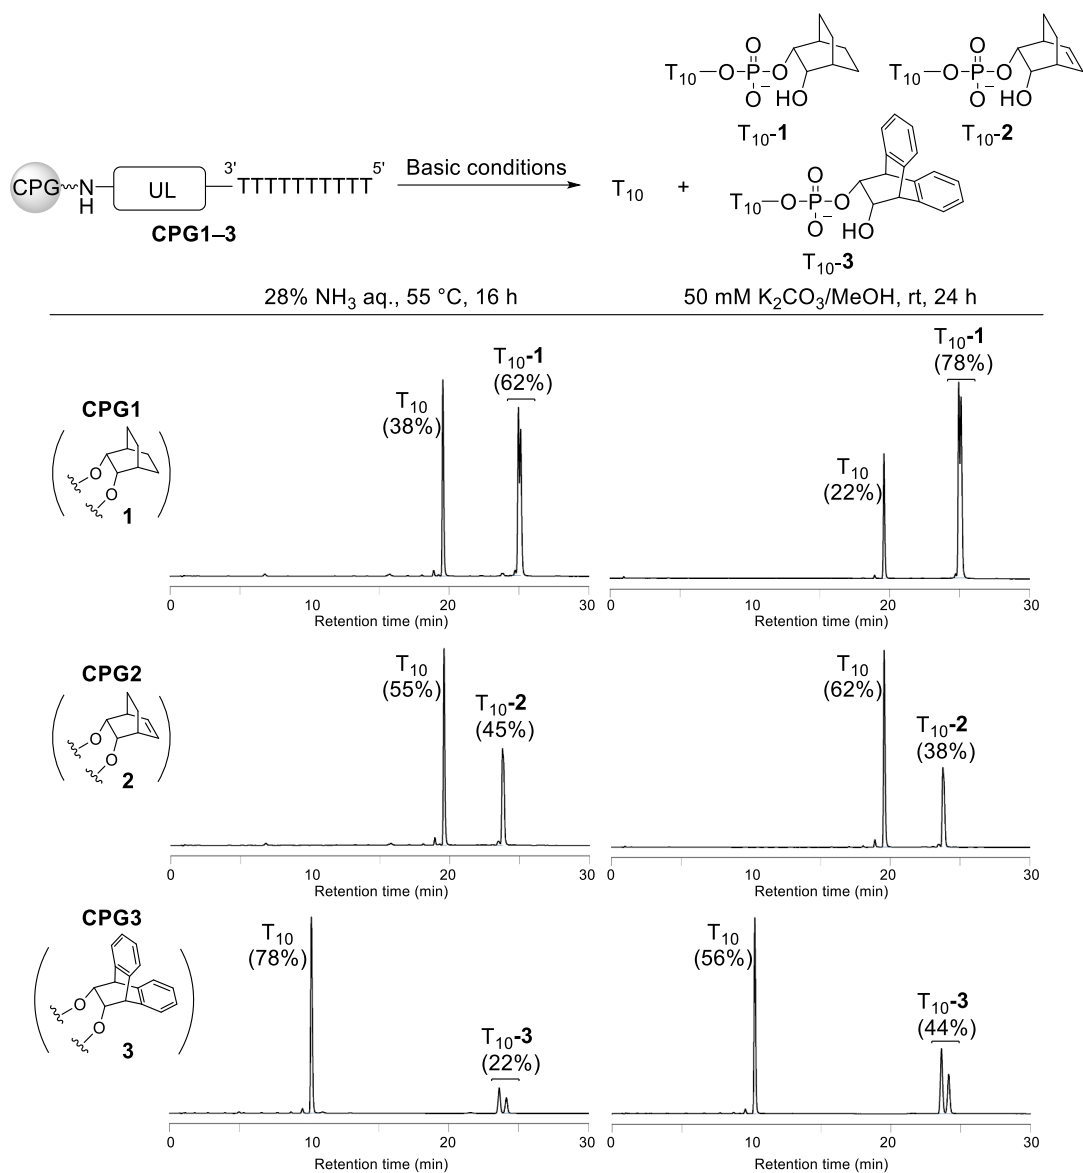 T10–O–P–O
O
O−
HO
T10-1
T10–O–P–O
O
O−
HO
T10-2
CPG
N
H
UL
3'
TTTTTTTTTT
5'
CPG1–3
Basic conditions
T10
+
T10–O–P–O
O
O−
HO
T10-3
28% NH3 aq., 55 °C, 16 h
50 mM K2CO3/MeOH, rt, 24 h
CPG1
O
O
1
T10
(38%)
T10-1
(62%)
0 10 20 30
Retention time (min)
T10
(22%)
T10-1
(78%)
0 10 20 30
Retention time (min)
CPG2
O
O
2
T10
(55%)
T10-2
(45%)
0 10 20 30
Retention time (min)
T10
(62%)
T10-2
(38%)
0 10 20 30
Retention time (min)
CPG3
O
O
3
T10
(78%)
T10-3
(22%)
0 10 20 30
Retention time (min)
T10
(56%)
T10-3
(44%)
0 10 20 30
Retention time (min)